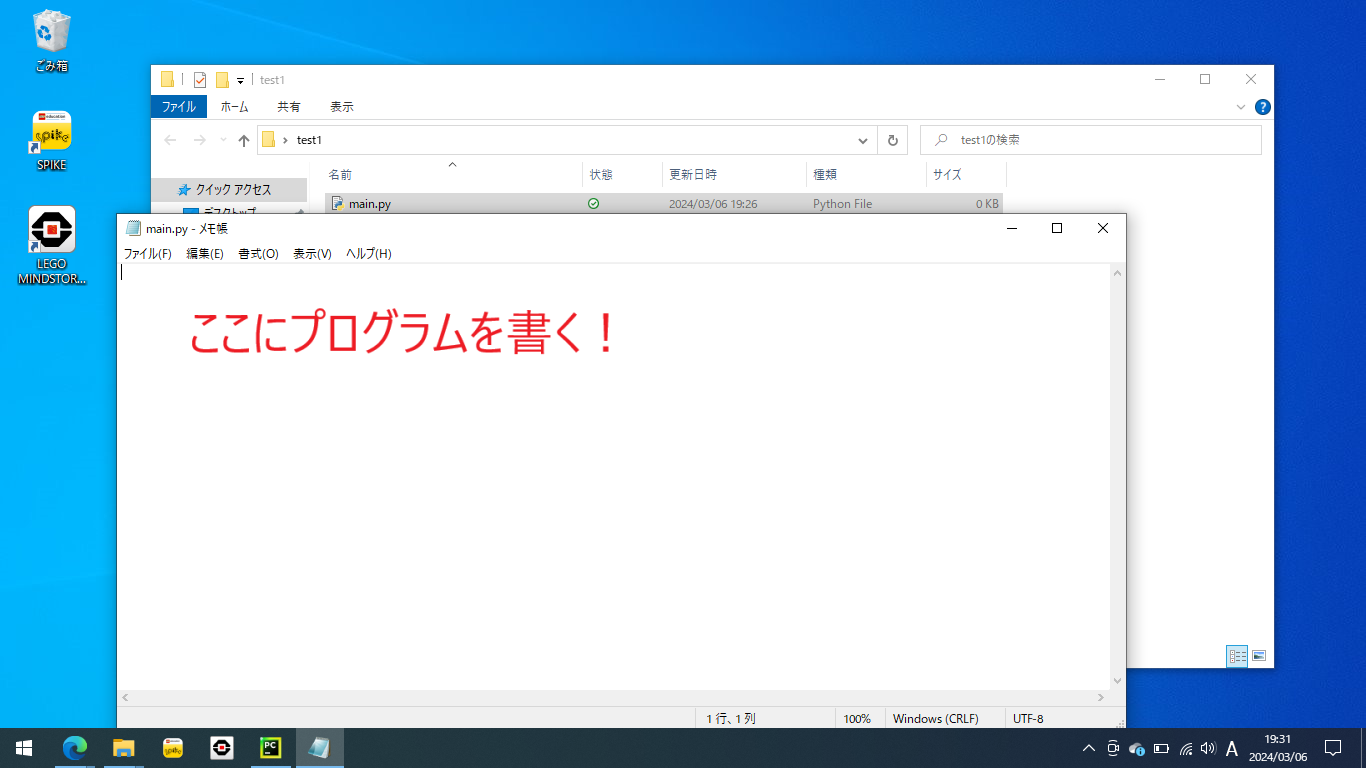 ごみ箱
LEGO education
spike
SPIKE
LEGO
MINDSTOR...
test1
ファイル ホーム 共有 表示
test1
test1の検索
名前 状態 更新日時 種類 サイズ
クイック アクセス
デスクトップ
main.py 2024/03/06 19:26 Python File 0 KB
main.py - メモ帳
ファイル(F) 編集(E) 書式(O) 表示(V) ヘルプ(H)
ここにプログラムを書く！
1 行、1 列 100% Windows (CRLF) UTF-8
spike
PC
A
19:31
2024/03/06